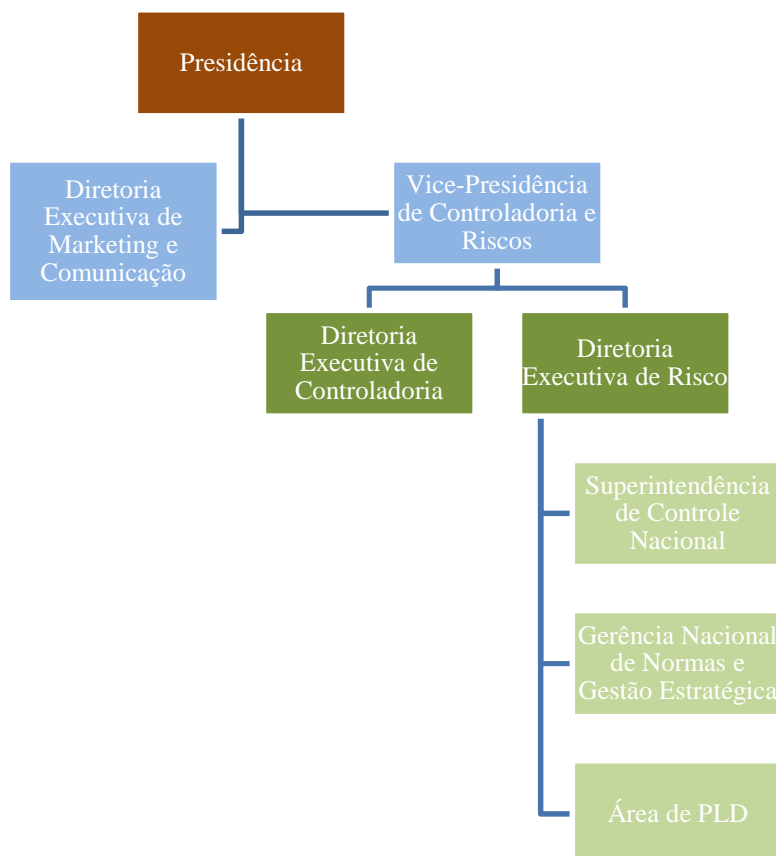 Presidência
Diretoria
Executiva de
Marketing e
Comunicação
Vice-Presidência
de Controladoria e
Riscos
Diretoria
Executiva de
Controladoria
Diretoria
Executiva de Risco
Superintendência
de Controle
Nacional
Gerência Nacional
de Normas e
Gestão Estratégica
Área de PLD